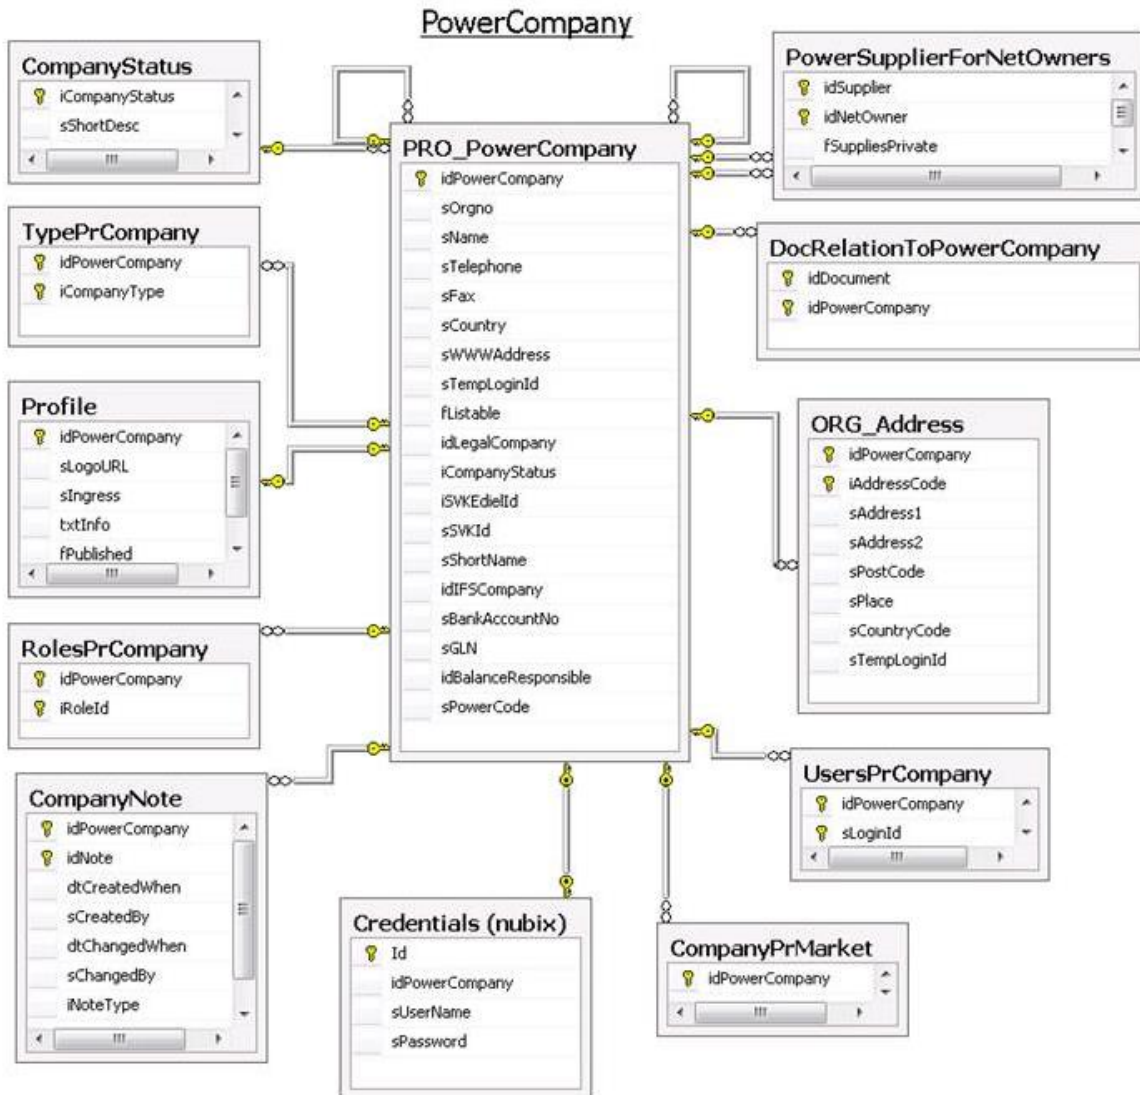 PowerCompany
CompanyStatus
iCompanyStatus
sShortDesc
TypePrCompany
idPowerCompany
iCompanyType
Profile
idPowerCompany
sLogoURL
sIngress
txtInfo
fPublished
RolesPrCompany
idPowerCompany
iRoleId
CompanyNote
idPowerCompany
idNote
dtCreatedWhen
sCreatedBy
dtChangedWhen
sChangedBy
iNoteType
PRO_PowerCompany
idPowerCompany
sOrgno
sName
sTelephone
sFax
sCountry
sWWWAddress
sTempLoginId
fListable
idLegalCompany
iCompanyStatus
iSVKEdielId
sSVKId
sShortName
idIFSCompany
sBankAccountNo
sGLN
idBalanceResponsible
sPowerCode
Credentials (nubix)
Id
idPowerCompany
sUserName
sPassword
PowerSupplierForNetOwners
idSupplier
idNetOwner
fSuppliesPrivate
DocRelationToPowerCompany
idDocument
idPowerCompany
ORG_Address
idPowerCompany
iAddressCode
sAddress1
sAddress2
sPostCode
sPlace
sCountryCode
sTempLoginId
UsersPrCompany
idPowerCompany
sLoginId
CompanyPrMarket
idPowerCompany